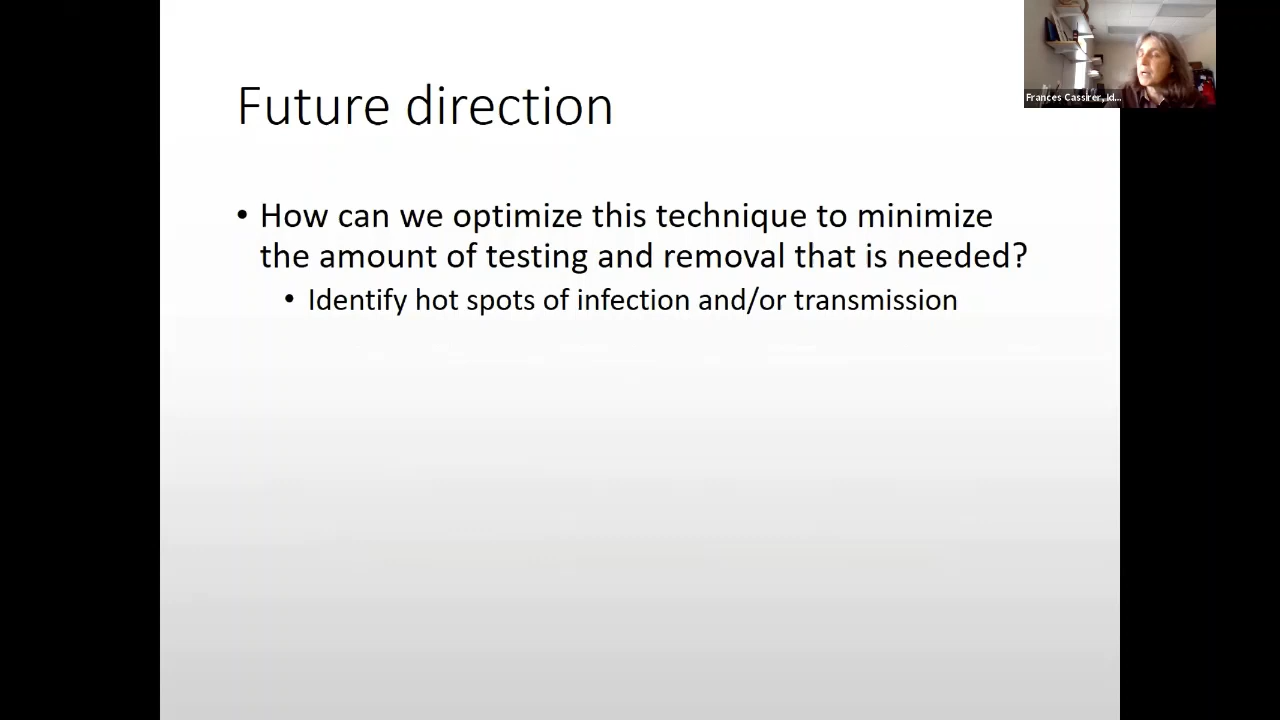 Future direction
• How can we optimize this technique to minimize
the amount of testing and removal that is needed?
• Identify hot spots of infection and/or transmission
Frances Cassirer, Id...